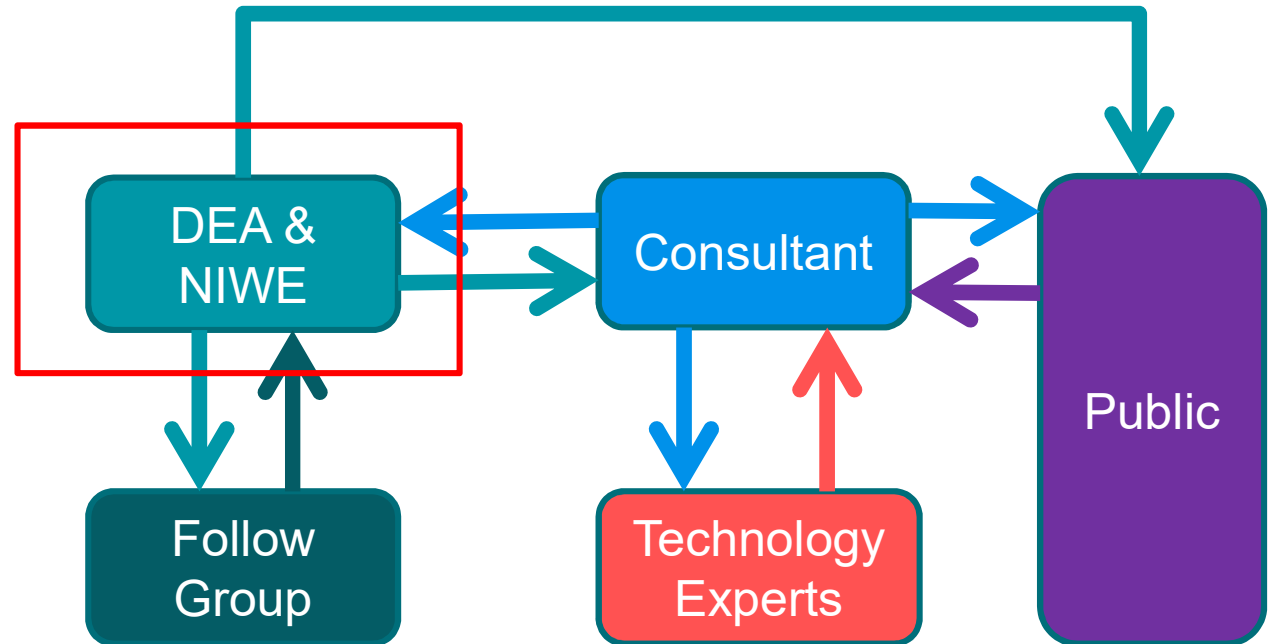 DEA &
NIWE
Consultant
Public
Follow
Group
Technology
Experts